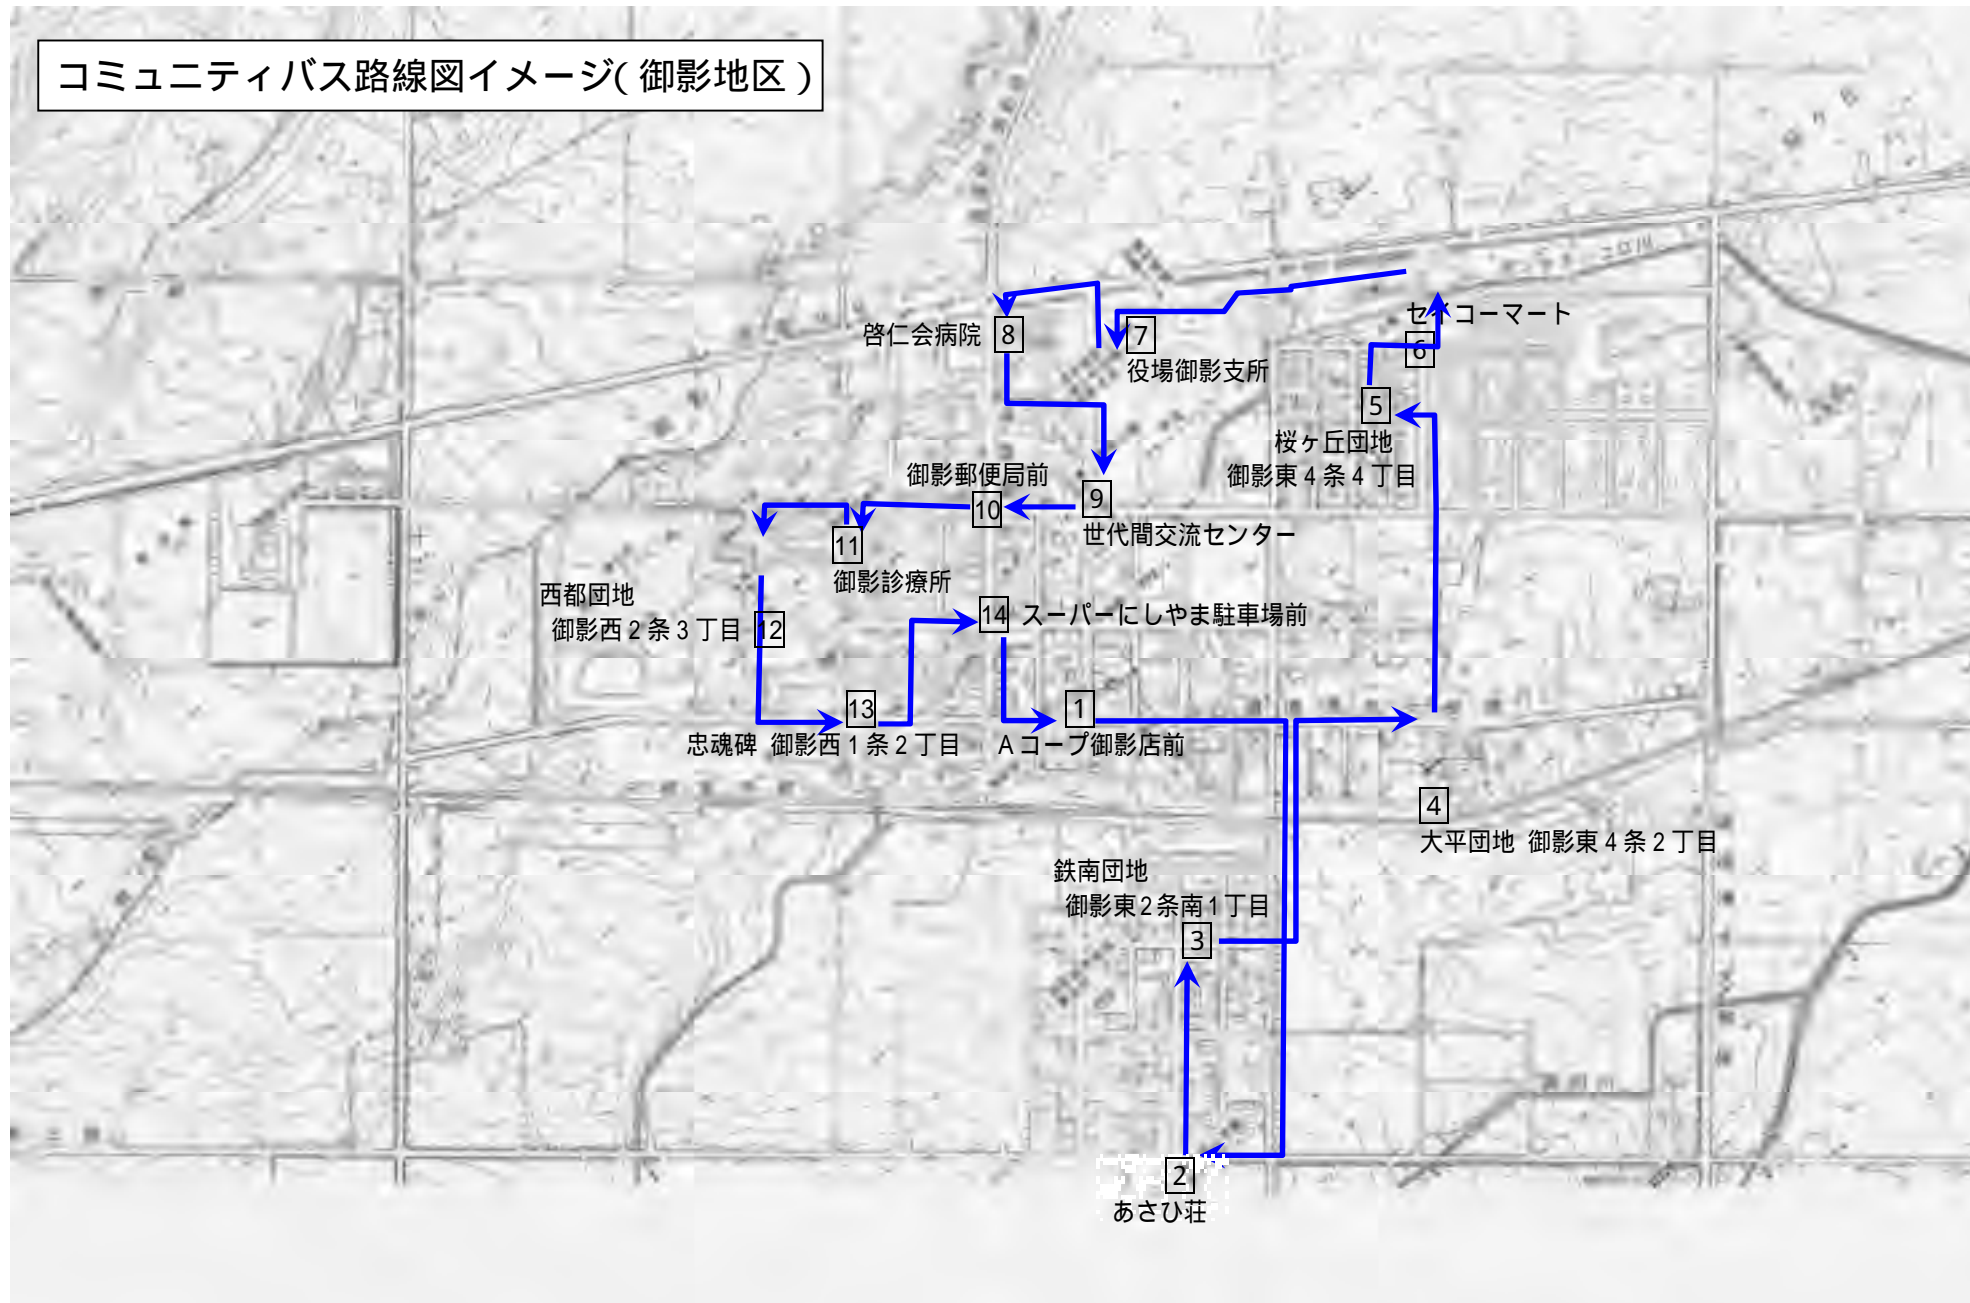 コミュニティバス路線図イメージ(御影地区)
セイコーマート
6
7
役場御影支所
8
啓仁会病院
5
桜ヶ丘団地
御影東4条4丁目
御影郵便局前
10
9
世代間交流センター
11
御影診療所
西都団地
御影西2条3丁目
12
14
スーパーにしやま駐車場前
13
忠魂碑 御影西1条2丁目
1
Aコープ御影店前
4
大平団地 御影東4条2丁目
鉄南団地
御影東2条南1丁目
3
2
あさひ荘